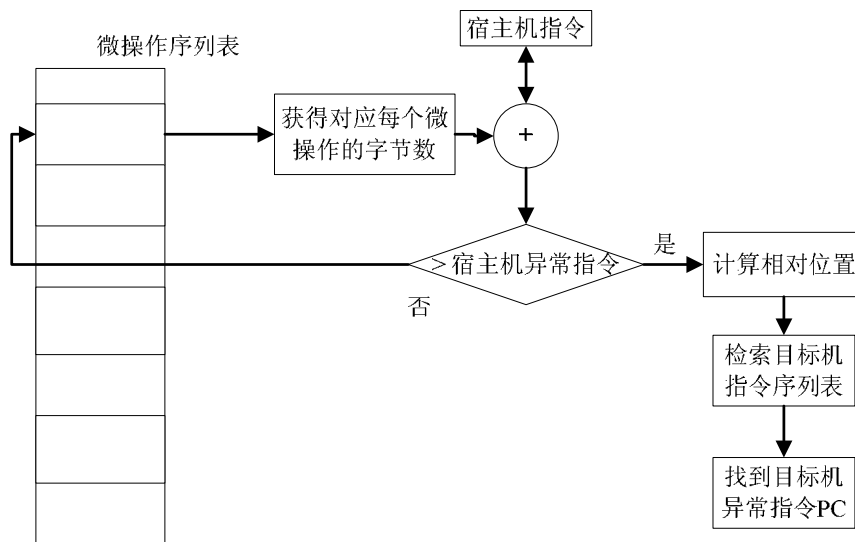 宿主机指令
微操作序列表
获得对应每个微
操作的字节数
+
>宿主机异常指令
是
否
计算相对位置
检索目标机
指令序列表
找到目标机
异常指令PC